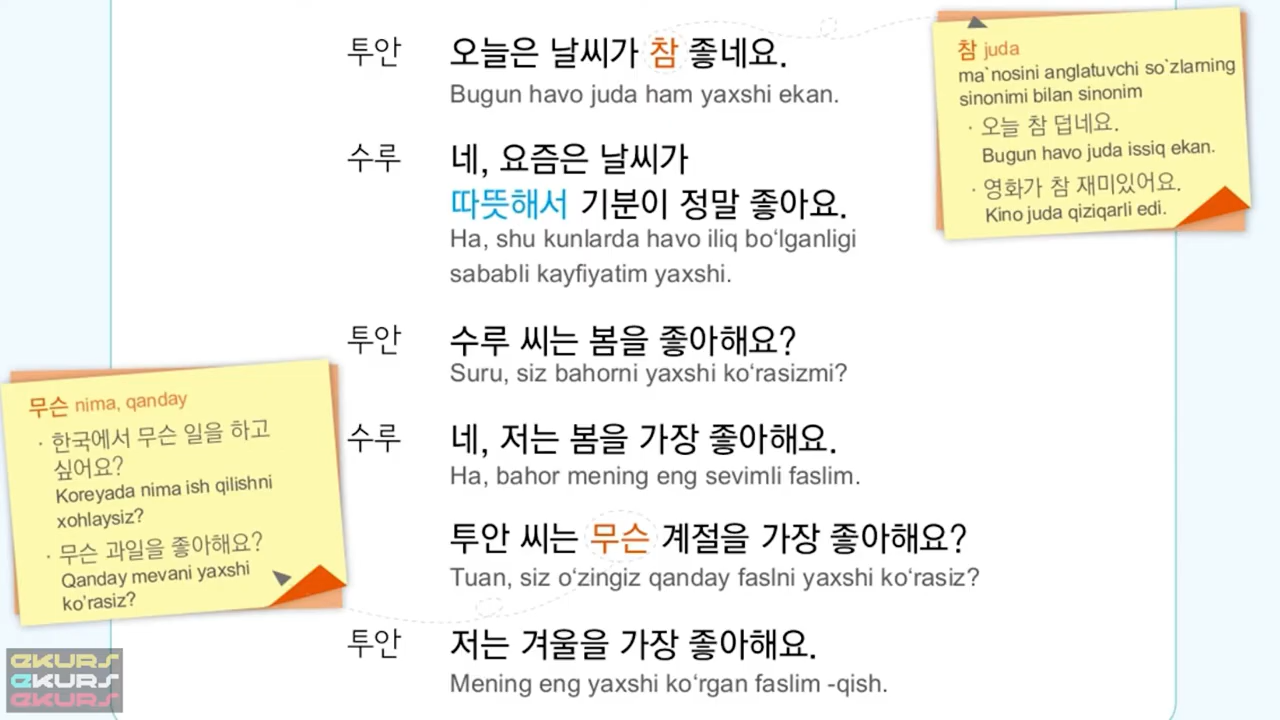 투안 오늘은 날씨가 참 좋네요.
Bugun havo juda ham yaxshi ekan.
수루 네, 요즘은 날씨가
따뜻해서 기분이 정말 좋아요.
Ha, shu kunlarda havo iliq bo‘lganligi
sababli kayfiyatim yaxshi.
투안 수루 씨는 봄을 좋아해요?
Suru, siz bahorni yaxshi ko‘rasizmi?
수루 네, 저는 봄을 가장 좋아해요.
Ha, bahor mening eng sevimli faslim.
투안 씨는 무슨 계절을 가장 좋아해요?
Tuan, siz o‘zingiz qanday faslni yaxshi ko‘rasiz?
투안 저는 겨울을 가장 좋아해요.
Mening eng yaxshi ko‘rgan faslim -qish.
참 juda
ma`nosini anglatuvchi so`zlarning
sinonimi bilan sinonim
· 오늘 참 덥네요.
Bugun havo juda issiq ekan.
· 영화가 참 재미있어요.
Kino juda qiziqarli edi.
무슨 nima, qanday
· 한국에서 무슨 일을 하고
싶어요?
Koreyada nima ish qilishni
xohlaysiz?
· 무슨 과일을 좋아해요?
Qanday mevani yaxshi
ko‘rasiz?
EKURS
EKURS
EKURS